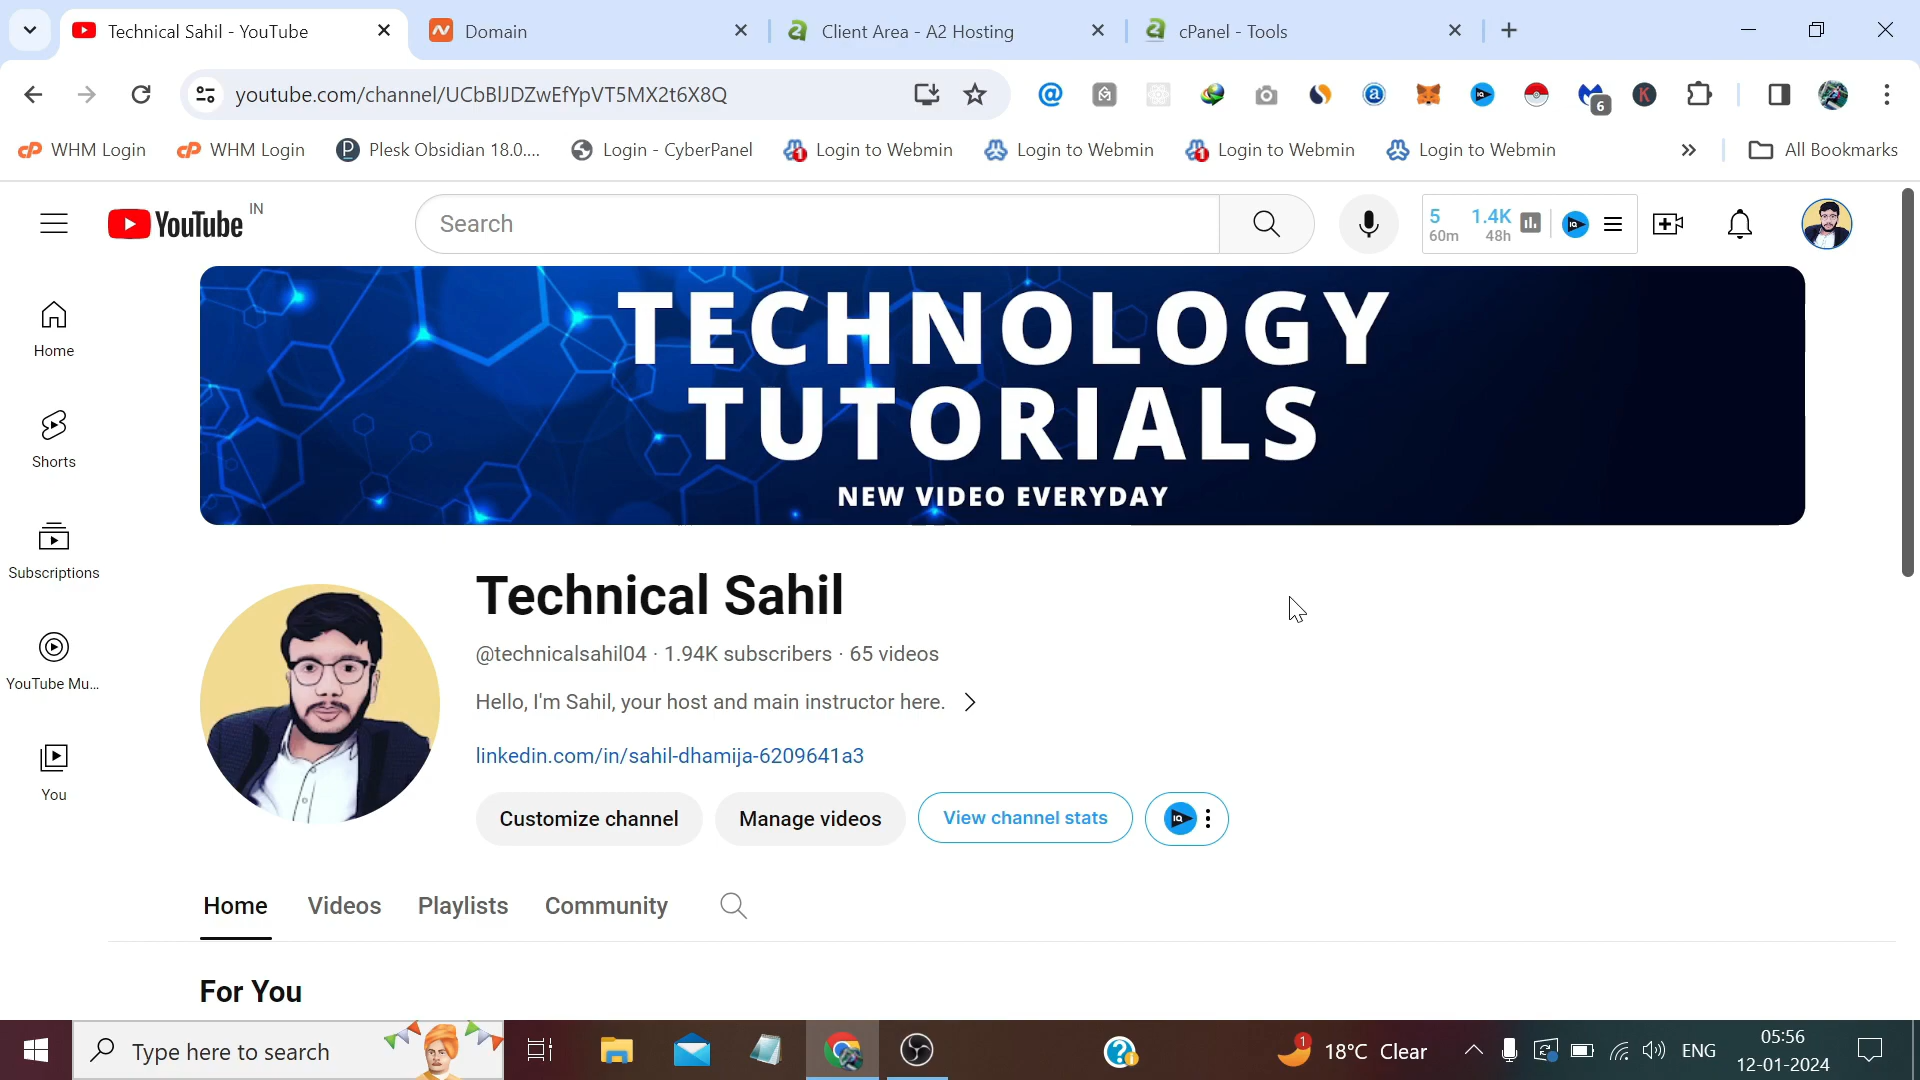 Technical Sahil - YouTube
Domain
Client Area - A2 Hosting
cPanel - Tools
youtube.com/channel/UCbBlJDZwEfYpVT5MX2t6X8Q
6
WHM Login
WHM Login
Plesk Obsidian 18.0....
Login - CyberPanel
Login to Webmin
Login to Webmin
Login to Webmin
Login to Webmin
All Bookmarks
YouTube IN
Search
5 60m
1.4K 48h
IQ
Home
Shorts
Subscriptions
YouTube Mu...
You
TECHNOLOGY
TUTORIALS
NEW VIDEO EVERYDAY
Technical Sahil
@technicalsahil04 · 1.94K subscribers · 65 videos
Hello, I'm Sahil, your host and main instructor here.
linkedin.com/in/sahil-dhamija-6209641a3
Customize channel
Manage videos
View channel stats
IQ
Home
Videos
Playlists
Community
For You
Type here to search
1
18°C Clear
ENG
05:56
12-01-2024